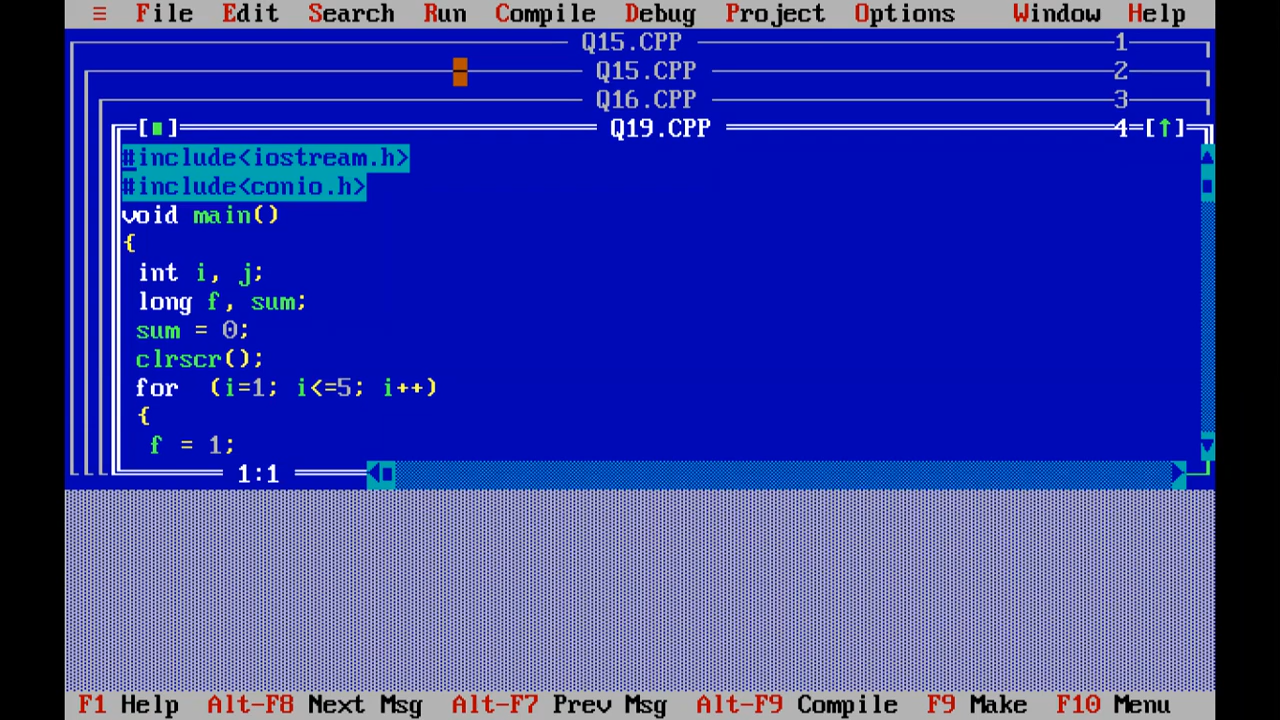 ≡ File Edit Search Run Compile Debug Project Options Window Help
Q15.CPP 1
Q15.CPP 2
Q16.CPP 3
[■] Q19.CPP 4=[↑]
#include<iostream.h>
#include<conio.h>
void main()
{
int i, j;
long f, sum;
sum = 0;
clrscr();
for (i=1; i<=5; i++)
{
f = 1;
1:1
F1 Help Alt-F8 Next Msg Alt-F7 Prev Msg Alt-F9 Compile F9 Make F10 Menu